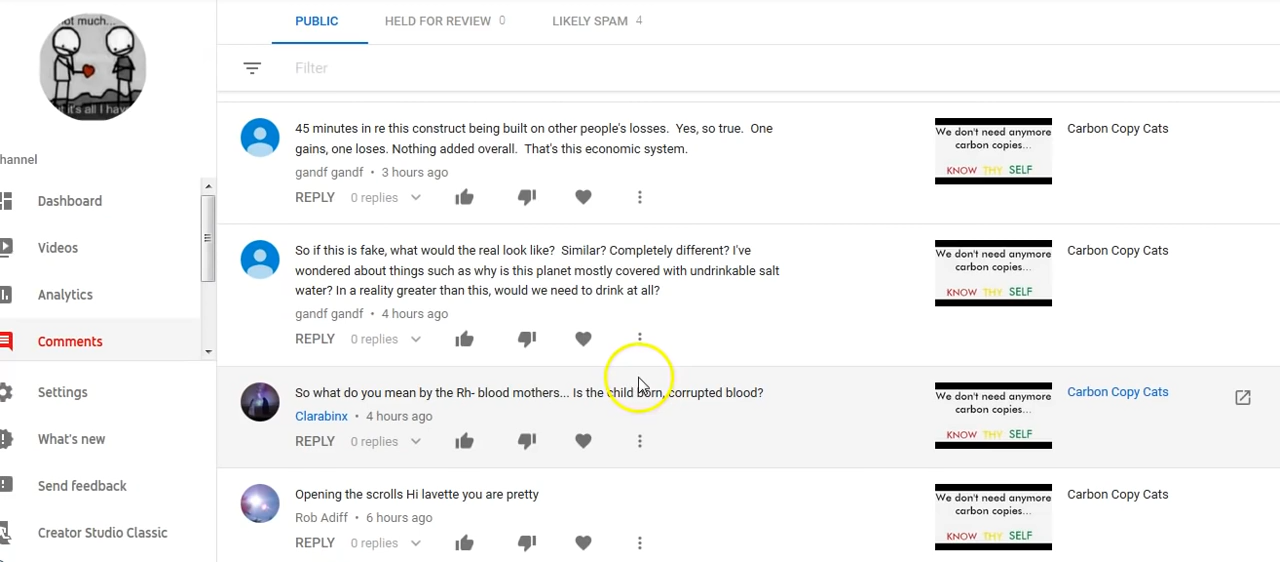 ot much...
ut it's all I hav
hannel
Dashboard
Videos
Analytics
Comments
Settings
What's new
Send feedback
Creator Studio Classic
PUBLIC
HELD FOR REVIEW 0
LIKELY SPAM 4
Filter
45 minutes in re this construct being built on other people's losses. Yes, so true. One
gains, one loses. Nothing added overall. That's this economic system.
gandf gandf • 3 hours ago
REPLY 0 replies
We don't need anymore
carbon copies...
KNOW THY SELF
Carbon Copy Cats
So if this is fake, what would the real look like? Similar? Completely different? I've
wondered about things such as why is this planet mostly covered with undrinkable salt
water? In a reality greater than this, would we need to drink at all?
gandf gandf • 4 hours ago
REPLY 0 replies
We don't need anymore
carbon copies...
KNOW THY SELF
Carbon Copy Cats
So what do you mean by the Rh- blood mothers... Is the child born, corrupted blood?
Clarabinx • 4 hours ago
REPLY 0 replies
We don't need anymore
carbon copies...
KNOW THY SELF
Carbon Copy Cats
Opening the scrolls Hi lavette you are pretty
Rob Adiff • 6 hours ago
REPLY 0 replies
We don't need anymore
carbon copies...
KNOW THY SELF
Carbon Copy Cats